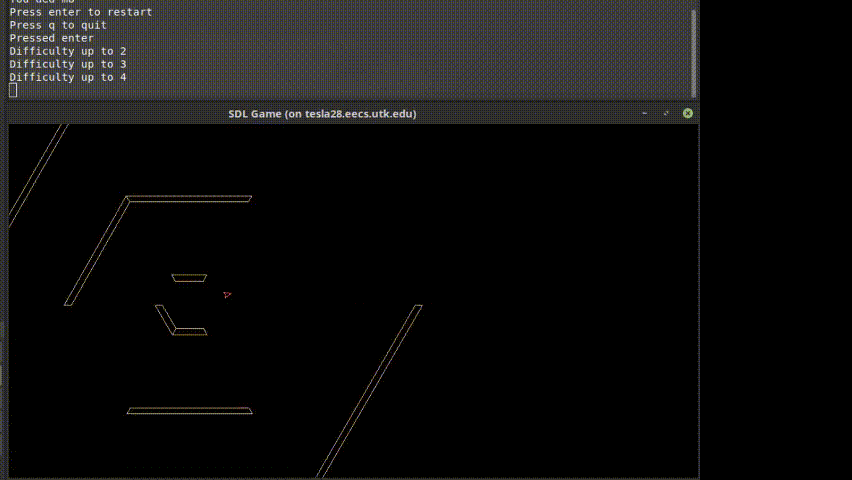 Press enter to restart
Press q to quit
Pressed enter
Difficulty up to 2
Difficulty up to 3
Difficulty up to 4
SDL Game (on tesla28.eecs.utk.edu)